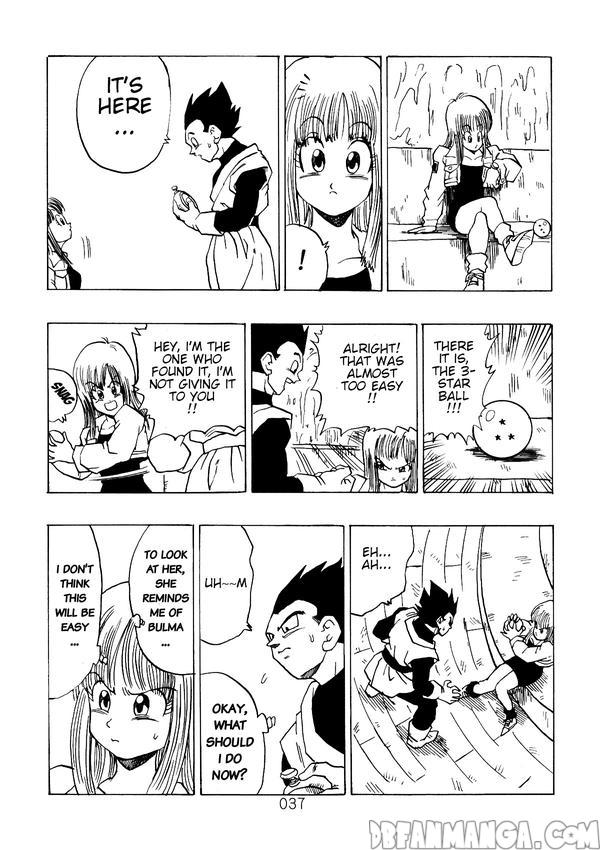 !
IT'S
HERE
...
THERE
IT IS,
THE 3-
STAR
BALL
!!!
ALRIGHT!
THAT WAS
ALMOST
TOO EASY
!!
HEY, I'M THE
ONE WHO
FOUND IT, I'M
NOT GIVING IT
TO YOU
!!
SNAG
EH...
AH...
UH~~M
OKAY,
WHAT
SHOULD
I DO
NOW?
TO LOOK
AT HER,
SHE
REMINDS
ME OF
BULMA
...
I DON'T
THINK
THIS
WILL BE
EASY
...
037
DBFANMANGA.COM